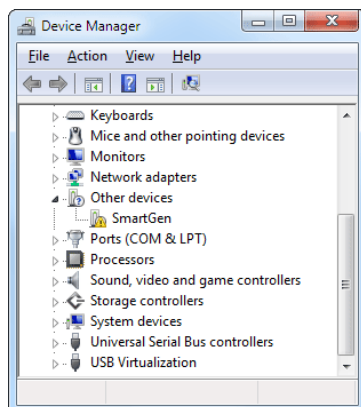 Device Manager
File Action View Help
Keyboards
Mice and other pointing devices
Monitors
Network adapters
Other devices
SmartGen
Ports (COM & LPT)
Processors
Sound, video and game controllers
Storage controllers
System devices
Universal Serial Bus controllers
USB Virtualization